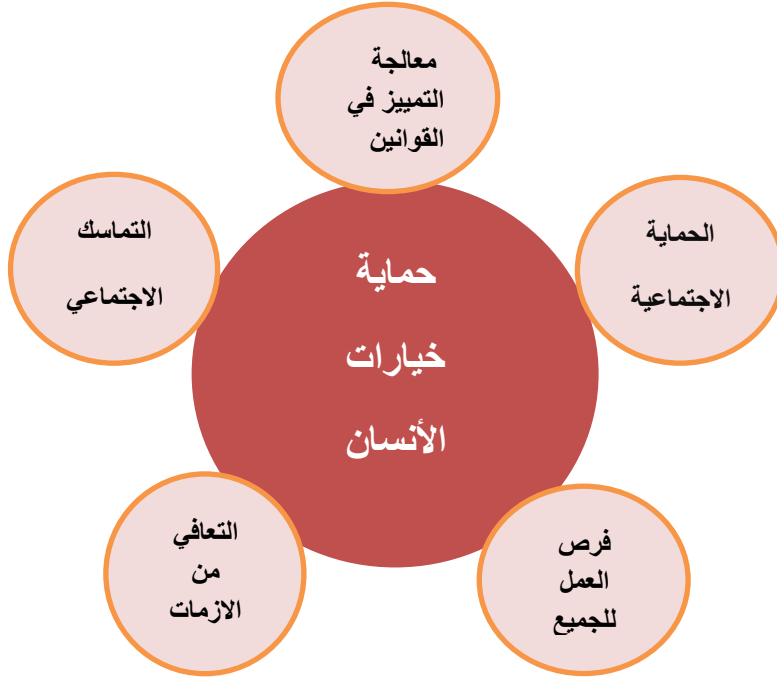 معالجة
التمييز في
القوانين
الحماية
الاجتماعية
التماسك
الاجتماعي
حماية
خيارات
الأنسان
فرص
العمل
للجميع
التعافي
من
الازمات